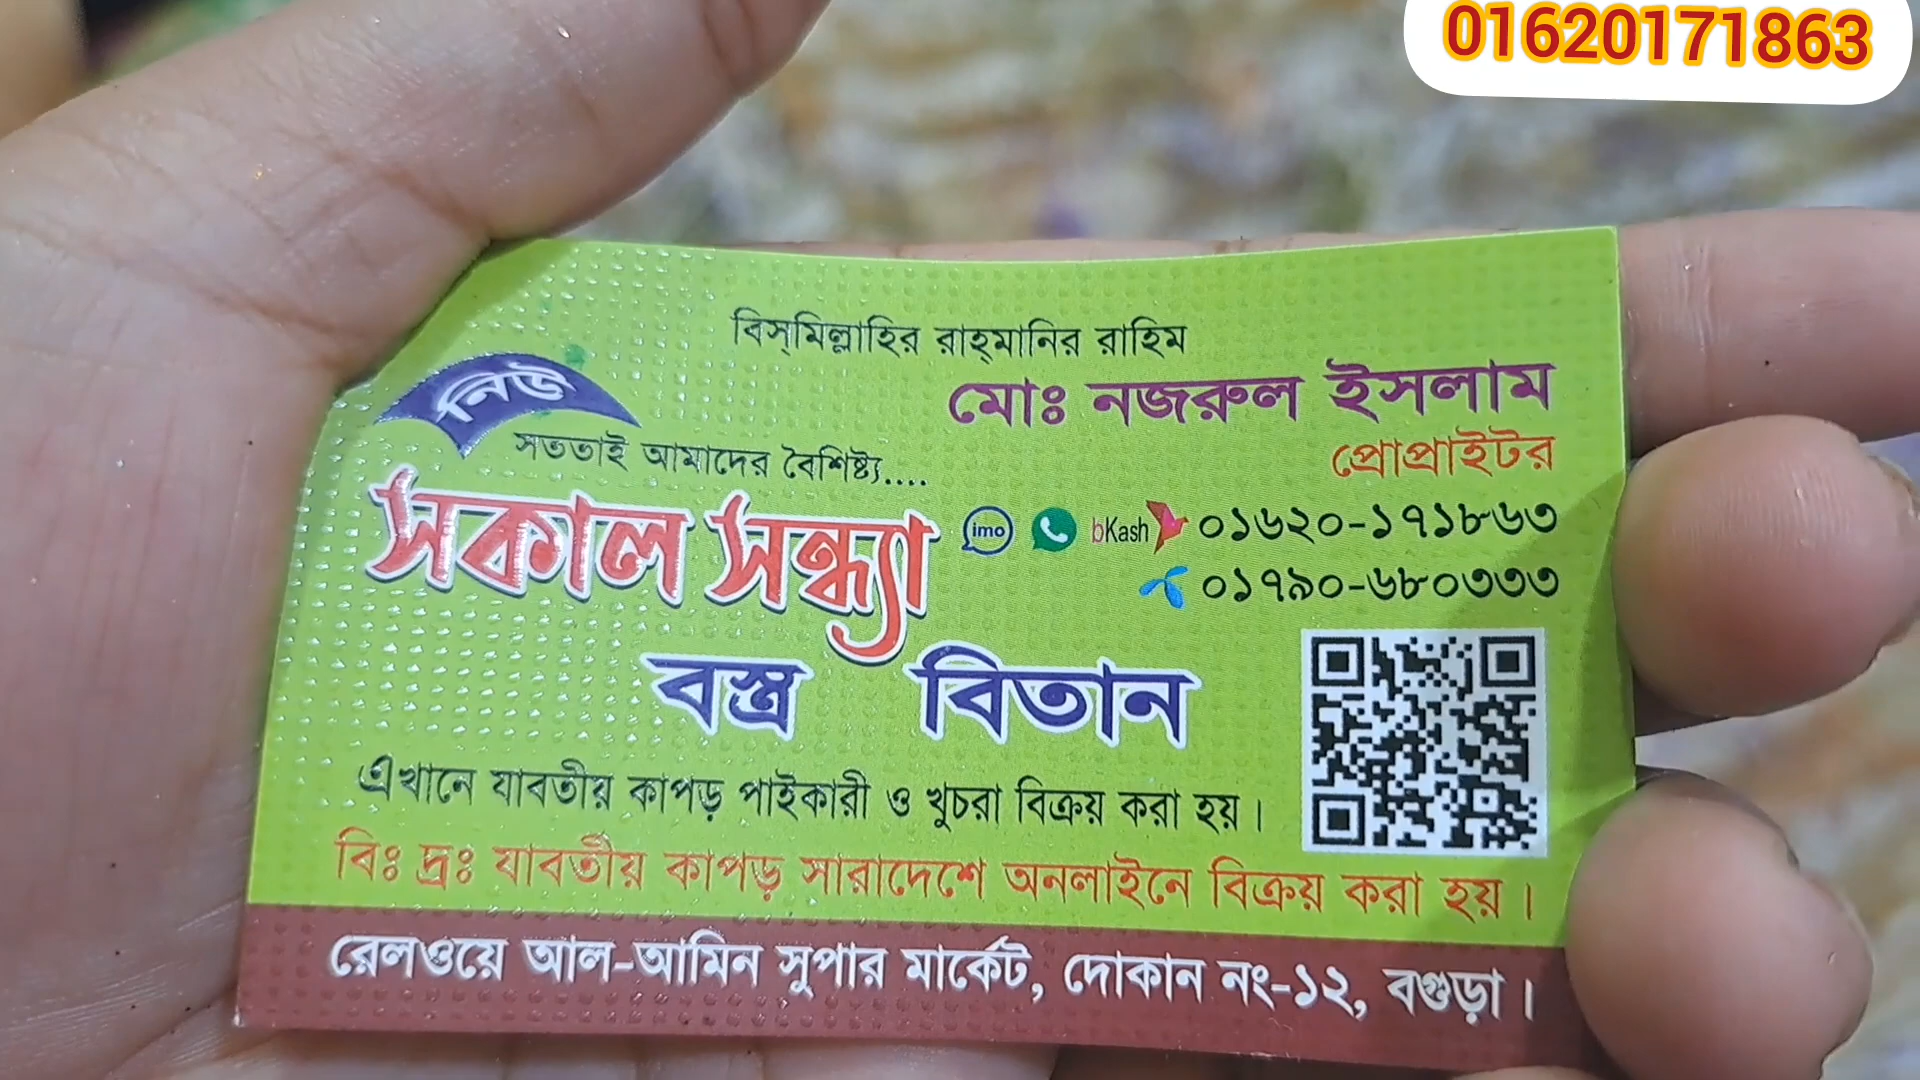 01620171863
বিস্‌মিল্লাহির রাহ্‌মানির রাহিম
নিউ
মোঃ নজরুল ইসলাম
প্রোপ্রাইটর
সততাই আমাদের বৈশিষ্ট্য....
সকাল সন্ধ্যা
imo bKash ০১৬২০-১৭১৮৬৩
০১৭৯০-৬৮০৩৩৩
বস্ত্র বিতান
এখানে যাবতীয় কাপড় পাইকারী ও খুচরা বিক্রয় করা হয়।
বিঃ দ্রঃ যাবতীয় কাপড় সারাদেশে অনলাইনে বিক্রয় করা হয়।
রেলওয়ে আল-আমিন সুপার মার্কেট, দোকান নং-১২, বগুড়া।